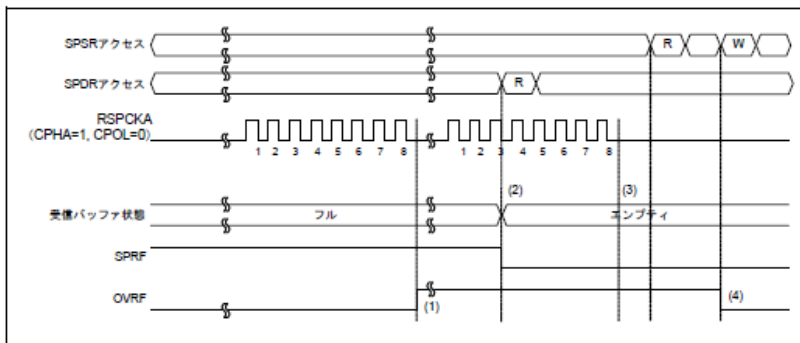 SPSRアクセス R W
SPDRアクセス R
RSPCKA
(CPHA=1, CPOL=0)
1 2 3 4 5 6 7 8 1 2 3 4 5 6 7 8
(2) (3)
受信バッファ状態 フル エンプティ
SPRF
OVRF (1) (4)